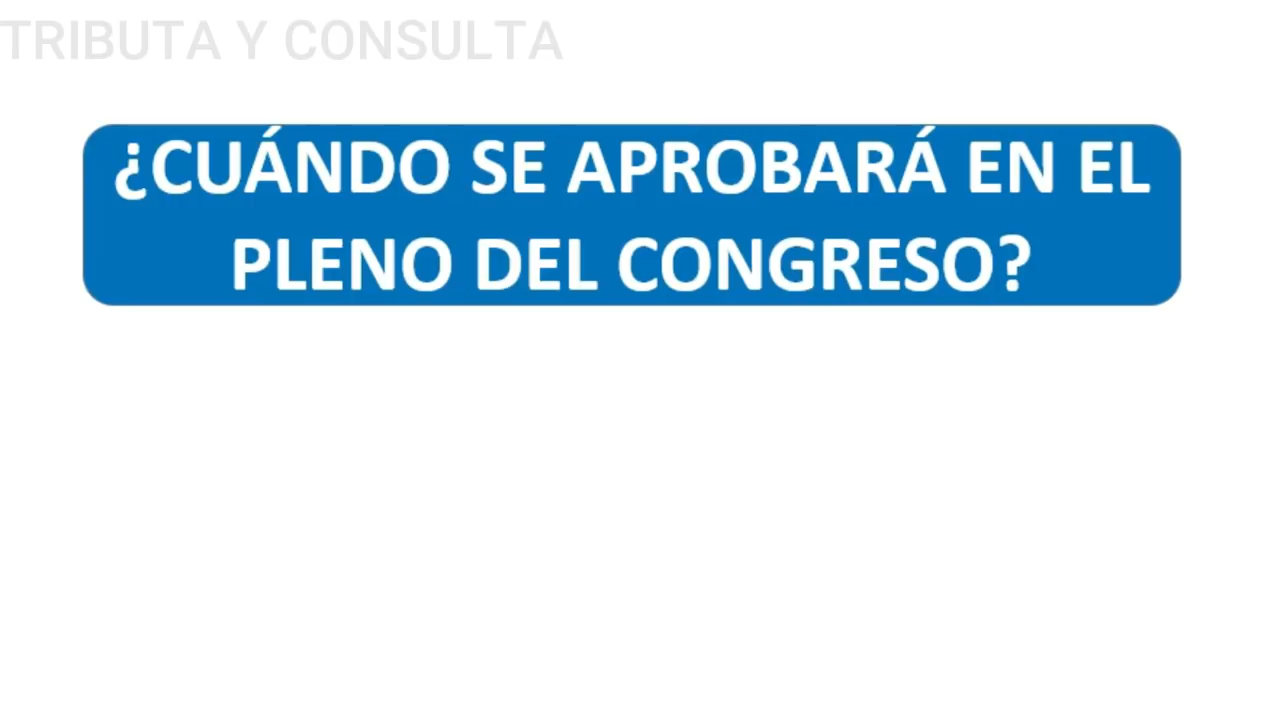 TRIBUTA Y CONSULTA
¿CUÁNDO SE APROBARÁ EN EL
PLENO DEL CONGRESO?